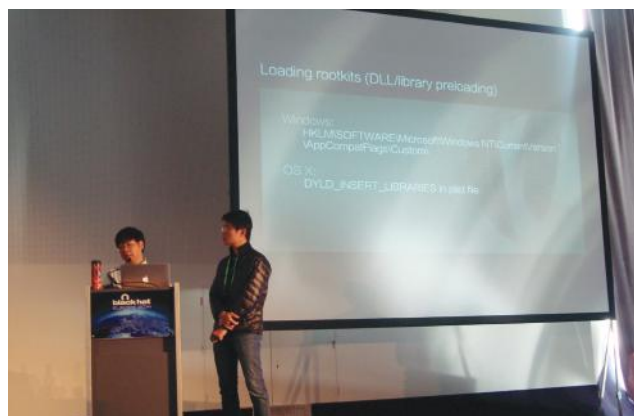 Loading rootkits (DLL/library preloading)
Windows:
HKLM\SOFTWARE\Microsoft\Windows NT\CurrentVersion
\AppCompatFlags\Custom
OS X:
DYLD_INSERT_LIBRARIES in plist file
black hat